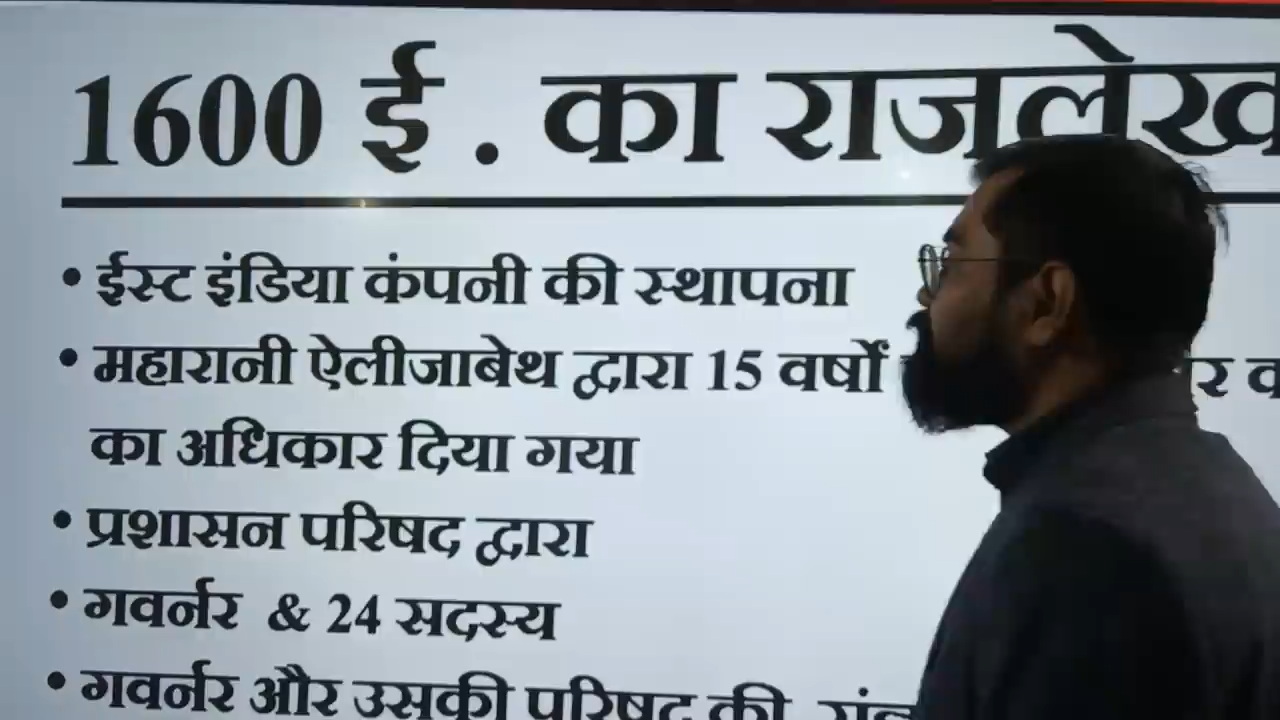 1600 ई . का राजलेख
• ईस्ट इंडिया कंपनी की स्थापना
• महारानी ऐलीजाबेथ द्वारा 15 वर्षों
का अधिकार दिया गया
• प्रशासन परिषद द्वारा
• गवर्नर & 24 सदस्य
• गवर्नर और उसकी परिषद की